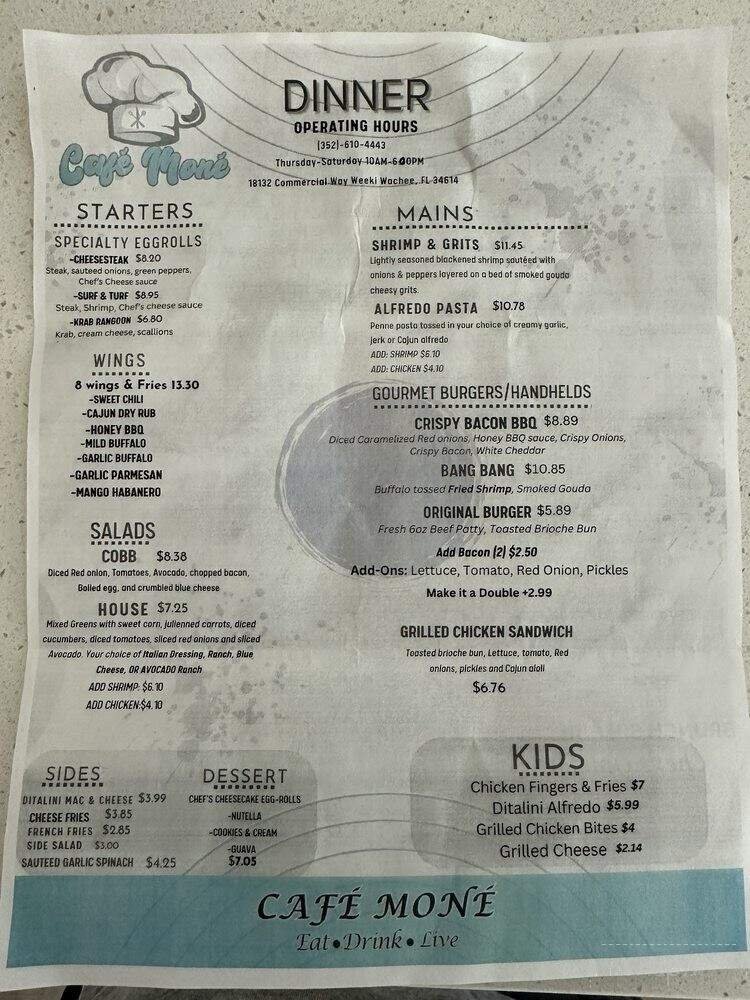 Café Moné
DINNER
OPERATING HOURS
(352)-610-4443
Thursday-Saturday 10AM-6:00PM
18132 Commercial Way Weeki Wachee, FL 34614
STARTERS
SPECIALTY EGGROLLS
-CHEESESTEAK $8.20
Steak, sauteed onions, green peppers,
Chef's Cheese sauce
-SURF & TURF $8.95
Steak, Shrimp, Chef's cheese sauce
-KRAB RANGOON $6.80
Krab, cream cheese, scallions
WINGS
8 wings & Fries 13.30
-SWEET CHILI
-CAJUN DRY RUB
-HONEY BBQ
-MILD BUFFALO
-GARLIC BUFFALO
-GARLIC PARMESAN
-MANGO HABANERO
SALADS
COBB $8.38
Diced Red onion, Tomatoes, Avocado, chopped bacon,
Boiled egg, and crumbled blue cheese
HOUSE $7.25
Mixed Greens with sweet corn, julienned carrots, diced
cucumbers, diced tomatoes, sliced red onions and sliced
Avocado. Your choice of Italian Dressing, Ranch, Blue
Cheese, OR AVOCADO Ranch
ADD SHRIMP: $6.10
ADD CHICKEN:$4.10
MAINS
SHRIMP & GRITS $11.45
Lightly seasoned blackened shrimp sautéed with
onions & peppers layered on a bed of smoked gouda
cheesy grits.
ALFREDO PASTA $10.78
Penne pasta tossed in your choice of creamy garlic,
jerk or Cajun alfredo
ADD: SHRIMP $6.10
ADD: CHICKEN $4.10
GOURMET BURGERS/HANDHELDS
CRISPY BACON BBQ $8.89
Diced Caramelized Red onions, Honey BBQ sauce, Crispy Onions,
Crispy Bacon, White Cheddar
BANG BANG $10.85
Buffalo tossed Fried Shrimp, Smoked Gouda
ORIGINAL BURGER $5.89
Fresh 6oz Beef Patty, Toasted Brioche Bun
Add Bacon (2) $2.50
Add-Ons: Lettuce, Tomato, Red Onion, Pickles
Make it a Double +2.99
GRILLED CHICKEN SANDWICH
Toasted brioche bun, Lettuce, tomato, Red
onions, pickles and Cajun aioli
$6.76
SIDES
DITALINI MAC & CHEESE $3.99
CHEESE FRIES $3.85
FRENCH FRIES $2.85
SIDE SALAD $3.00
SAUTEED GARLIC SPINACH $4.25
DESSERT
CHEF'S CHEESECAKE EGG-ROLLS
-NUTELLA
-COOKIES & CREAM
-GUAVA
$7.05
KIDS
Chicken Fingers & Fries $7
Ditalini Alfredo $5.99
Grilled Chicken Bites $4
Grilled Cheese $2.14
CAFÉ MONÉ
Eat•Drink•Live